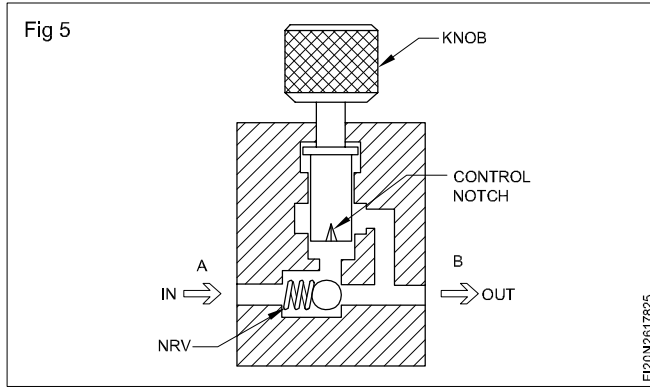 Fig 5
KNOB
CONTROL
NOTCH
A
B
IN
OUT
NRV
FI20N2617825